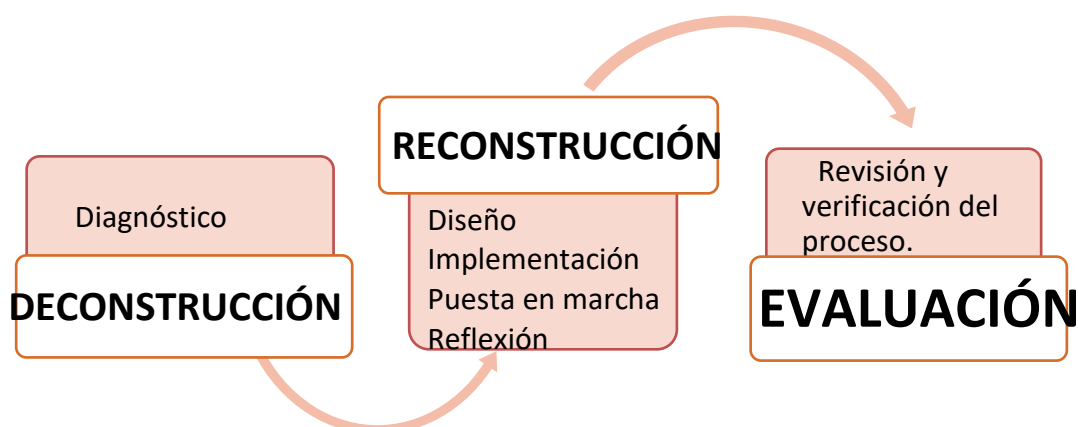 Diagnóstico
DECONSTRUCCIÓN
RECONSTRUCCIÓN
Diseño
Implementación
Puesta en marcha
Reflexión
Revisión y
verificación del
proceso.
EVALUACIÓN